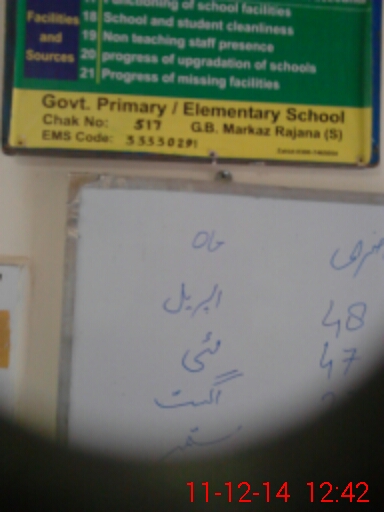 Functioning of school facilities
Facilities and Sources
18 School and student cleanliness
19 Non teaching staff presence
20 progress of upgradation of schools
21 Progress of missing facilities
Govt. Primary / Elementary School
Chak No: 517 G.B. Markaz Rajana (S)
EMS Code: 33330291
ماہ
اپریل 48
مئی 47
اگست
ستمبر
11-12-14 12:42